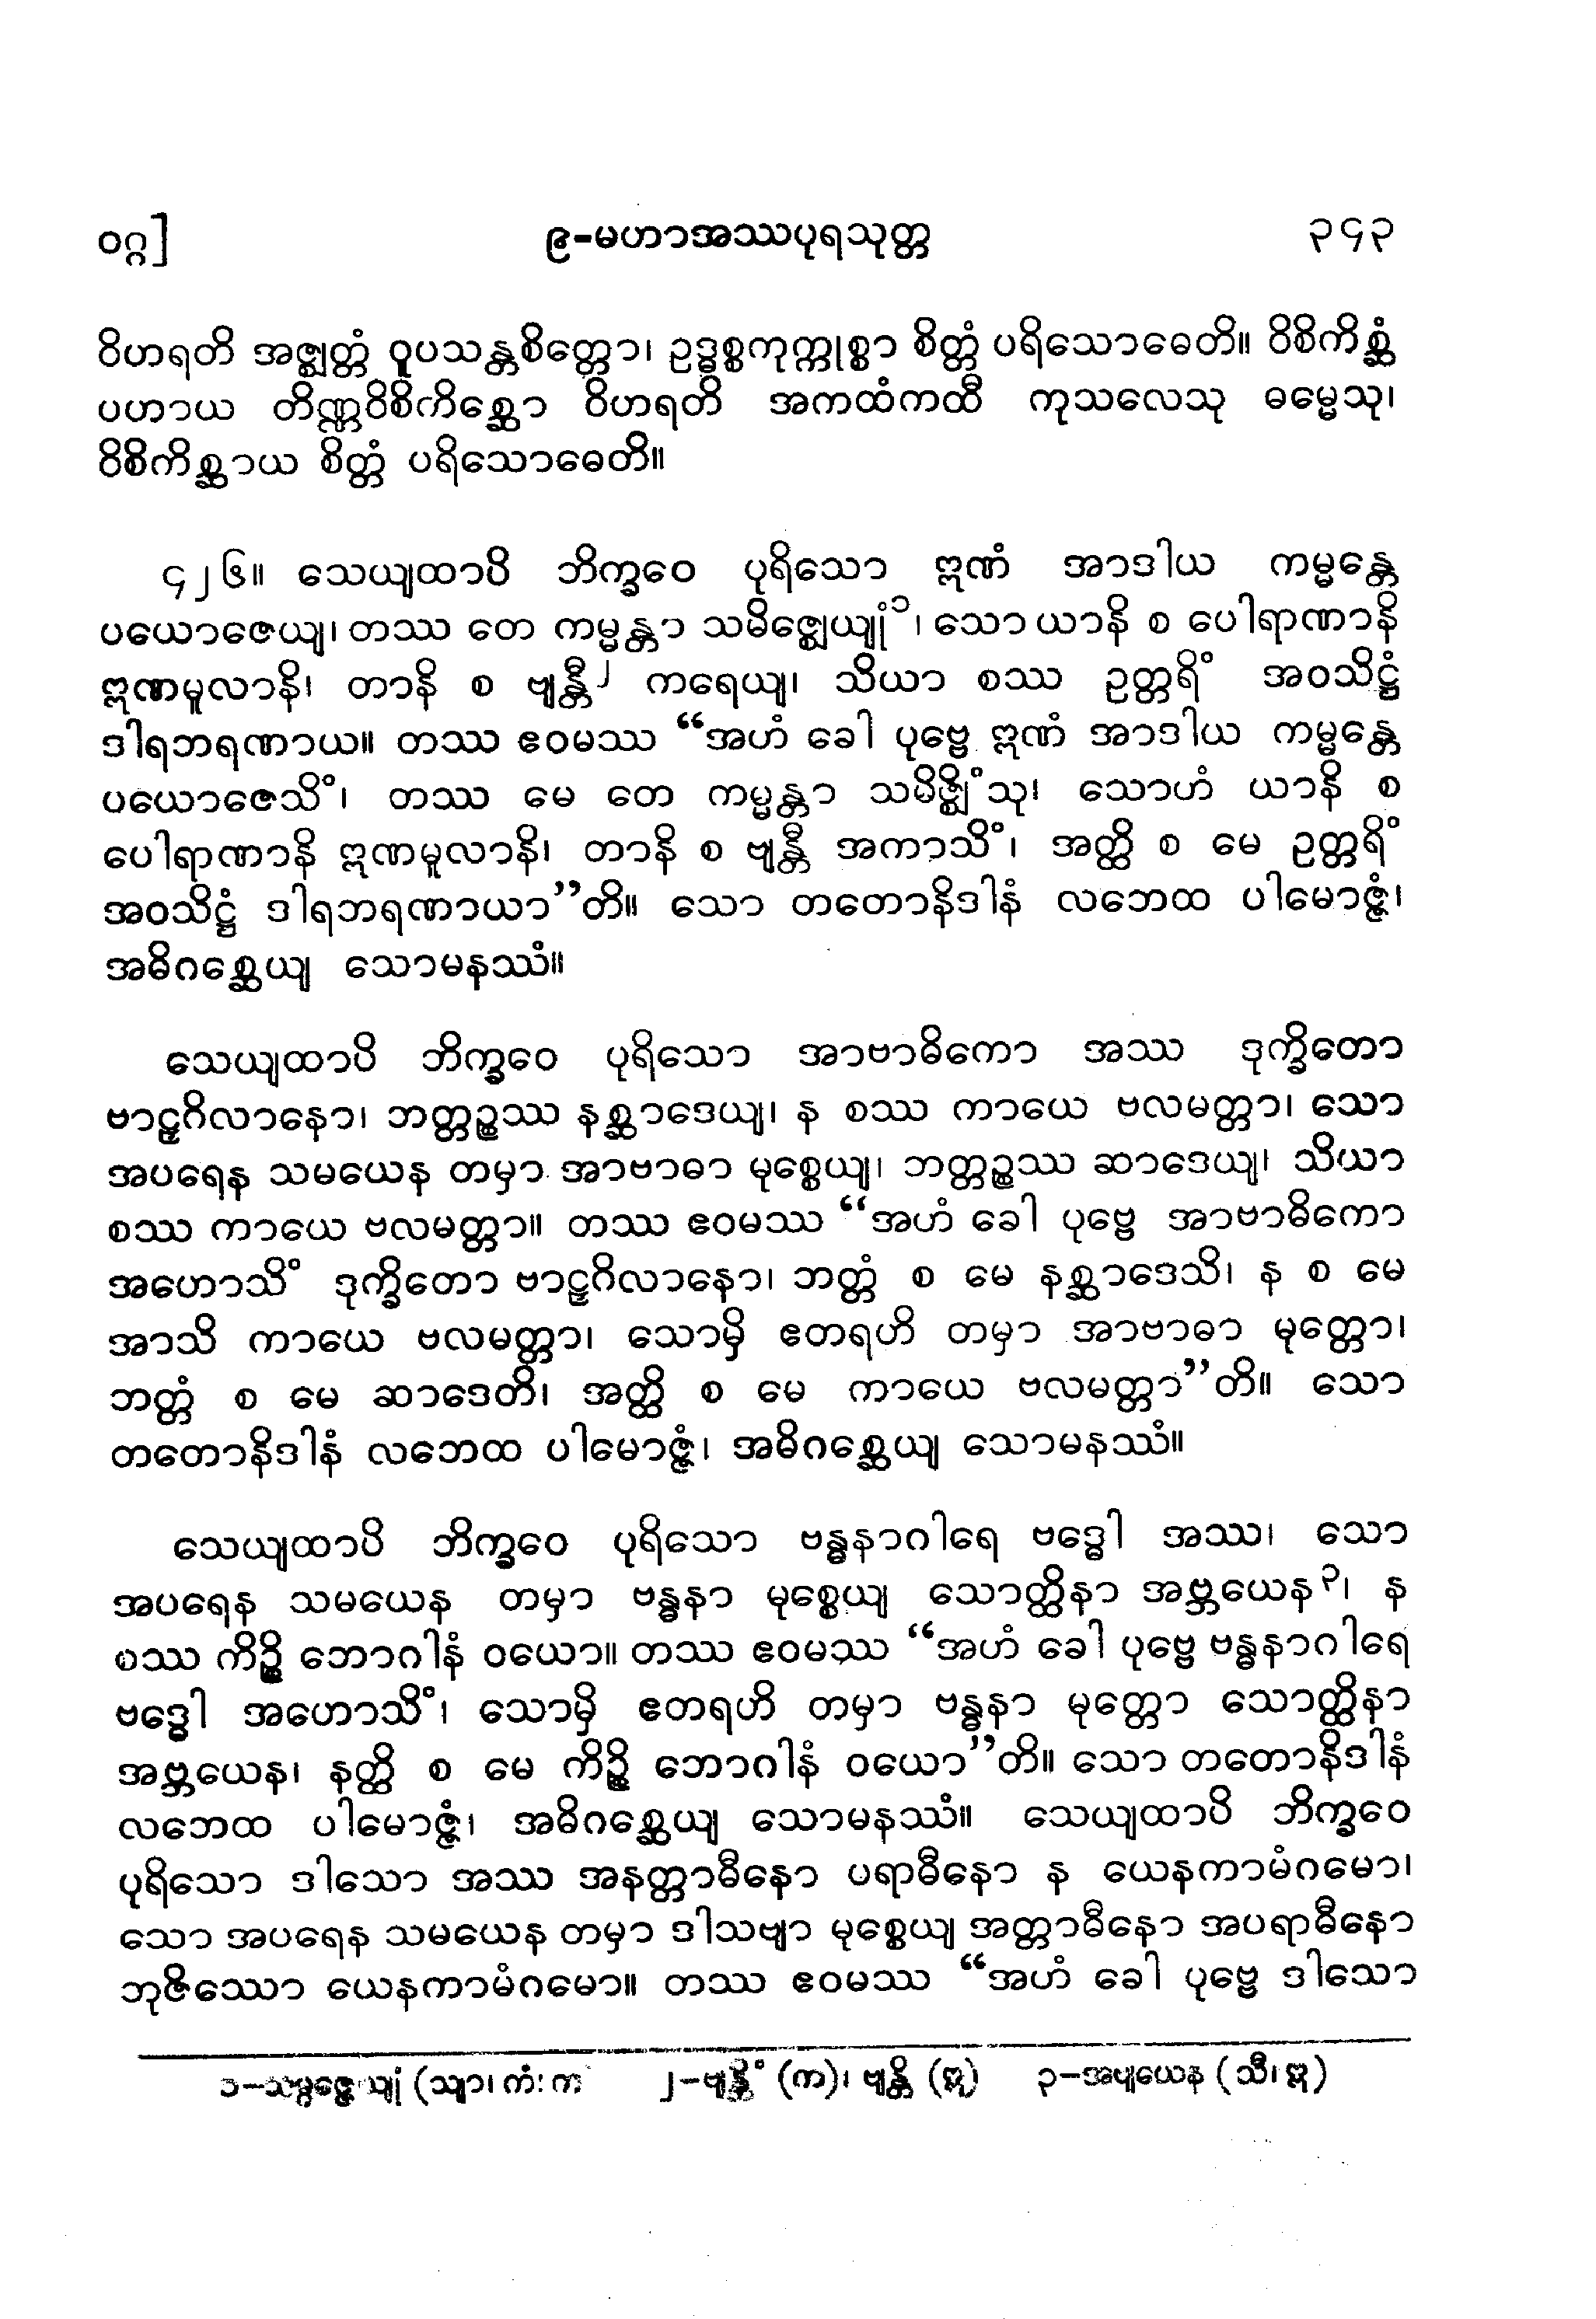 ဝဂ္ဂ]
၉-မဟာအဿပုရသုတ္တ
၃၄၃
ဝိဟရတိ အဇ္ဈတ္တံ ဝူပသန္တစိတ္တော၊ ဥဒ္ဓစ္စကုက္ကုစ္စာ စိတ္တံ ပရိသောဓေတိ။ ဝိစိကိစ္ဆံ
ပဟာယ တိဏ္ဏဝိစိကိစ္ဆော ဝိဟရတိ အကထံကထီ ကုသလေသု ဓမ္မေသု၊
ဝိစိကိစ္ဆာယ စိတ္တံ ပရိသောဓေတိ။
၄၂၆။ သေယျထာပိ ဘိက္ခဝေ ပုရိသော ဣဏံ အာဒါယ ကမ္မန္တေ
ပယောဇေယျ၊ တဿ တေ ကမ္မန္တာ သမိဇ္ဈေယျုံ၁၊ သော ယာနိ စ ပေါရာဏာနိ
ဣဏမူလာနိ၊ တာနိ စ ဗျန္တီ၂ ကရေယျ၊ သိယာ စဿ ဥတ္တရိံ အဝသိဋ္ဌံ
ဒါရဘရဏာယ။ တဿ ဧဝမဿ “အဟံ ခေါ ပုဗ္ဗေ ဣဏံ အာဒါယ ကမ္မန္တေ
ပယောဇေသိံ၊ တဿ မေ တေ ကမ္မန္တာ သမိဇ္ဈိံသု၊ သောဟံ ယာနိ စ
ပေါရာဏာနိ ဣဏမူလာနိ၊ တာနိ စ ဗျန္တီ အကာသိံ၊ အတ္ထိ စ မေ ဥတ္တရိံ
အဝသိဋ္ဌံ ဒါရဘရဏာယာ”တိ။ သော တတောနိဒါနံ လဘေထ ပါမောဇ္ဇံ၊
အဓိဂစ္ဆေယျ သောမနဿံ။
သေယျထာပိ ဘိက္ခဝေ ပုရိသော အာဗာဓိကော အဿ ဒုက္ခိတော
ဗာဠှဂိလာနော၊ ဘတ္တဉ္စဿ နစ္ဆာဒေယျ၊ န စဿ ကာယေ ဗလမတ္တာ၊ သော
အပရေန သမယေန တမှာ အာဗာဓာ မုစ္စေယျ၊ ဘတ္တဉ္စဿ ဆာဒေယျ၊ သိယာ
စဿ ကာယေ ဗလမတ္တာ။ တဿ ဧဝမဿ “အဟံ ခေါ ပုဗ္ဗေ အာဗာဓိကော
အဟောသိံ ဒုက္ခိတော ဗာဠှဂိလာနော၊ ဘတ္တံ စ မေ နစ္ဆာဒေသိ၊ န စ မေ
အာသိ ကာယေ ဗလမတ္တာ၊ သောမှိ ဧတရဟိ တမှာ အာဗာဓာ မုတ္တော၊
ဘတ္တံ စ မေ ဆာဒေတိ၊ အတ္ထိ စ မေ ကာယေ ဗလမတ္တာ”တိ။ သော
တတောနိဒါနံ လဘေထ ပါမောဇ္ဇံ၊ အဓိဂစ္ဆေယျ သောမနဿံ။
သေယျထာပိ ဘိက္ခဝေ ပုရိသော ဗန္ဓနာဂါရေ ဗဒ္ဓေါ အဿ၊ သော
အပရေန သမယေန တမှာ ဗန္ဓနာ မုစ္စေယျ သောတ္ထိနာ အဗ္ဘယေန၃၊ န
စဿ ကိဉ္စိ ဘောဂါနံ ဝယော။ တဿ ဧဝမဿ “အဟံ ခေါ ပုဗ္ဗေ ဗန္ဓနာဂါရေ
ဗဒ္ဓေါ အဟောသိံ၊ သောမှိ ဧတရဟိ တမှာ ဗန္ဓနာ မုတ္တော သောတ္ထိနာ
အဗ္ဘယေန၊ နတ္ထိ စ မေ ကိဉ္စိ ဘောဂါနံ ဝယော”တိ။ သော တတောနိဒါနံ
လဘေထ ပါမောဇ္ဇံ၊ အဓိဂစ္ဆေယျ သောမနဿံ။ သေယျထာပိ ဘိက္ခဝေ
ပုရိသော ဒါသော အဿ အနတ္တာဓီနော ပရာဓီနော န ယေနကာမံဂမော၊
သော အပရေန သမယေန တမှာ ဒါသဗျာ မုစ္စေယျ အတ္တာဓီနော အပရာဓီနော
ဘုဇိဿော ယေနကာမံဂမော။ တဿ ဧဝမဿ “အဟံ ခေါ ပုဗ္ဗေ ဒါသော
(သျာ၊ ကံ၊ က ၂-ဗျန္တိံ (က)၊ ဗျန္တိ (ဣ) ၃-အဗျယေန (သီ၊ ဣ)